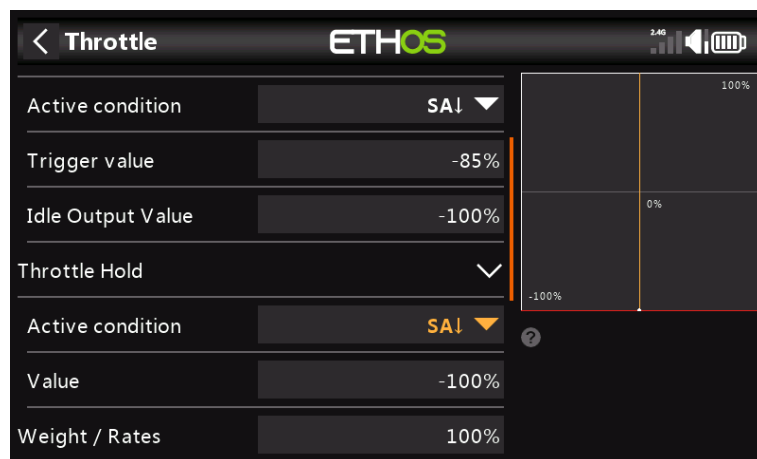 Throttle ETHOS 2.4G
Active condition SA↓
100%
Trigger value -85%
Idle Output Value -100%
0%
Throttle Hold
-100%
Active condition SA↓
?
Value -100%
Weight / Rates 100%